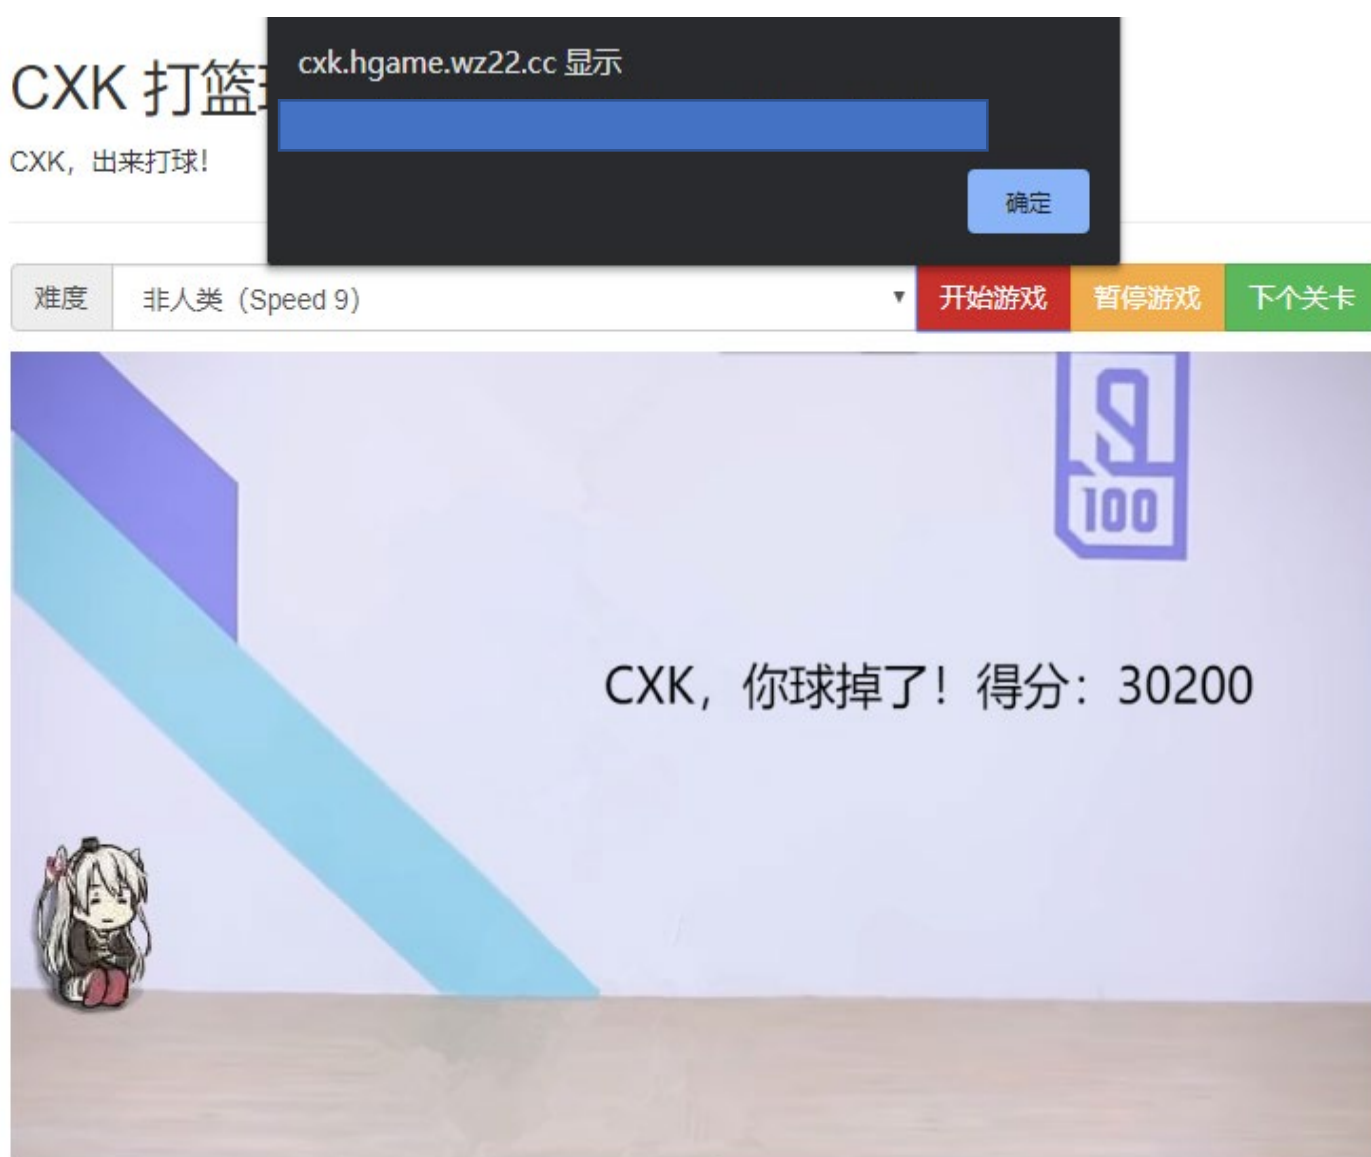 cxk.hgame.wz22.cc 显示
CXK 打篮
CXK，出来打球！
确定
难度
非人类（Speed 9）
开始游戏
暂停游戏
下个关卡
100
CXK，你球掉了！得分：30200